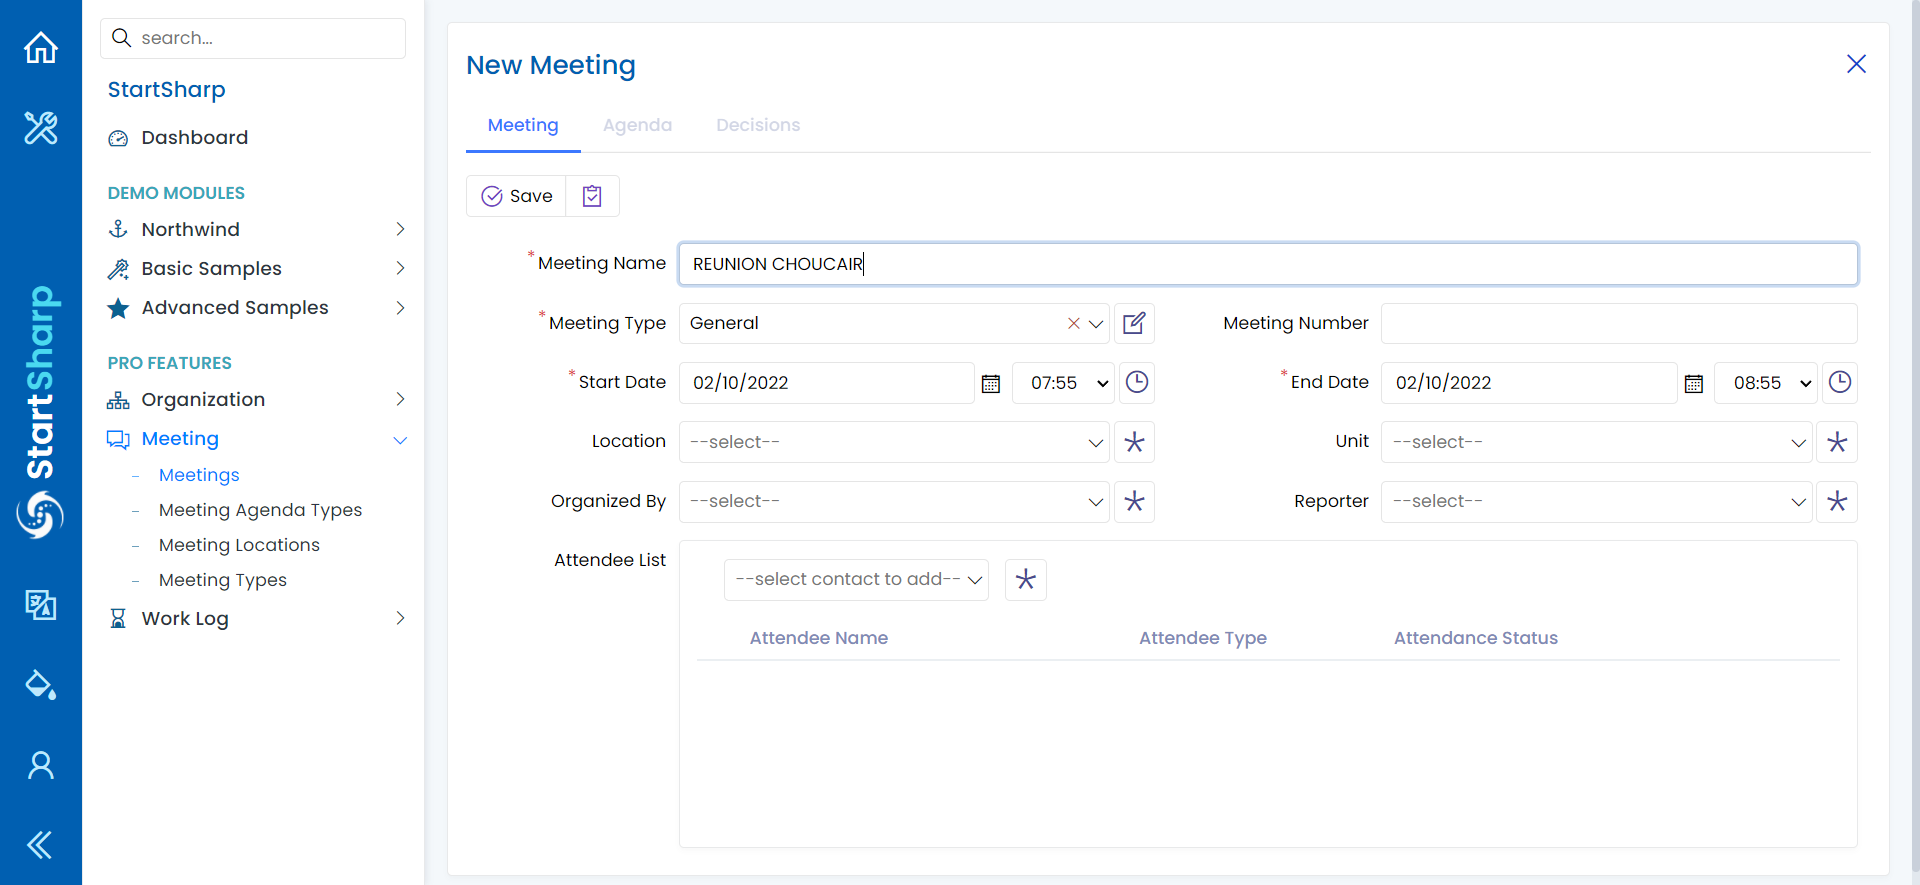 search...
StartSharp
Dashboard
DEMO MODULES
Northwind
Basic Samples
Advanced Samples
PRO FEATURES
Organization
Meeting
- Meetings
- Meeting Agenda Types
- Meeting Locations
- Meeting Types
Work Log
StartSharp
New Meeting
Meeting Agenda Decisions
Save
*Meeting Name REUNION CHOUCAIR
*Meeting Type General Meeting Number
*Start Date 02/10/2022 07:55 *End Date 02/10/2022 08:55
Location --select-- Unit --select--
Organized By --select-- Reporter --select--
Attendee List
--select contact to add--
Attendee Name Attendee Type Attendance Status